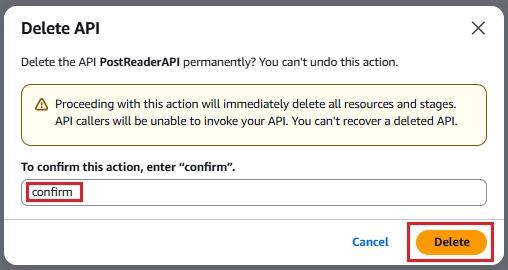 Delete API
Delete the API PostReaderAPI permanently? You can't undo this action.
Proceeding with this action will immediately delete all resources and stages.
API callers will be unable to invoke your API. You can't recover a deleted API.
To confirm this action, enter “confirm”.
confirm
Cancel
Delete